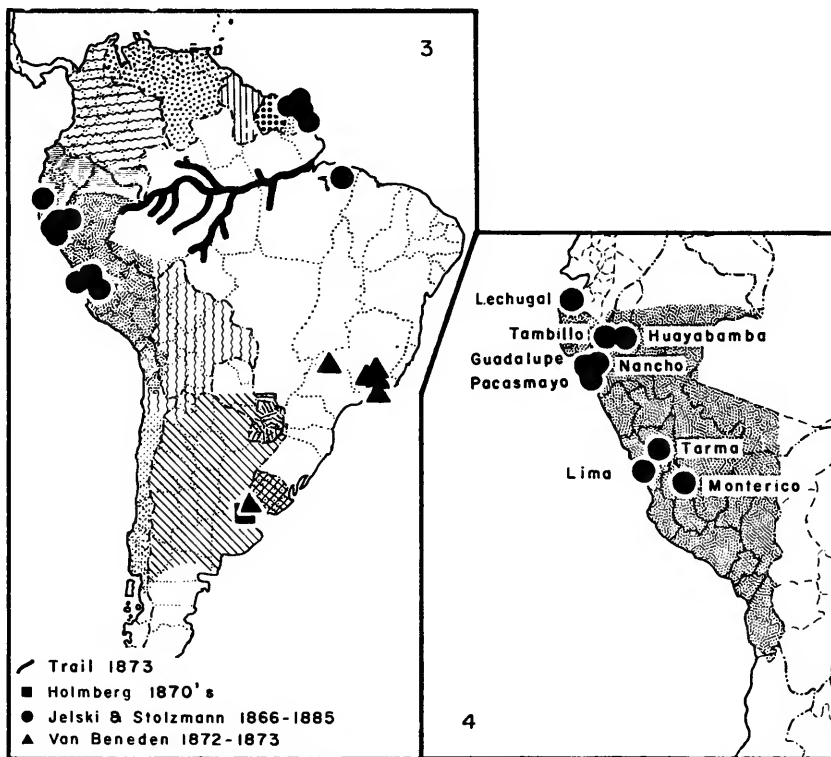 3
Trail 1873
Holmberg 1870's
Jelski & Stolzmann 1866-1885
Van Beneden 1872-1873
Lechugal
Tambillo Huayabamba
Guadalupe Nancho
Pacasmayo
Tarma
Lima
Monterico
4